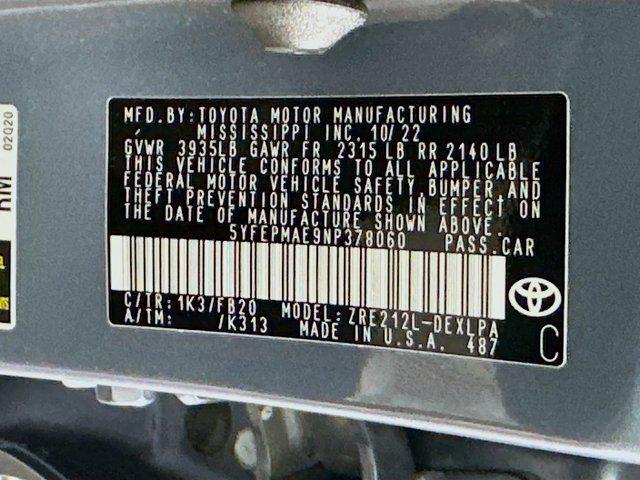 MFD. BY: TOYOTA MOTOR MANUFACTURING
MISSISSIPPI INC. 10/22
GVWR 3935LB GAWR FR 2315 LB RR 2140 LB
THIS VEHICLE CONFORMS TO ALL APPLICABLE
FEDERAL MOTOR VEHICLE SAFETY, BUMPER AND
THEFT PREVENTION STANDARDS IN EFFECT ON
THE DATE OF MANUFACTURE SHOWN ABOVE.
5YFEPMAE9NP378060 PASS.CAR
C/TR: 1K3/FB20 MODEL: ZRE212L-DEXLPA
A/TM: /K313 MADE IN U.S.A. 487
C
RM
02Q20